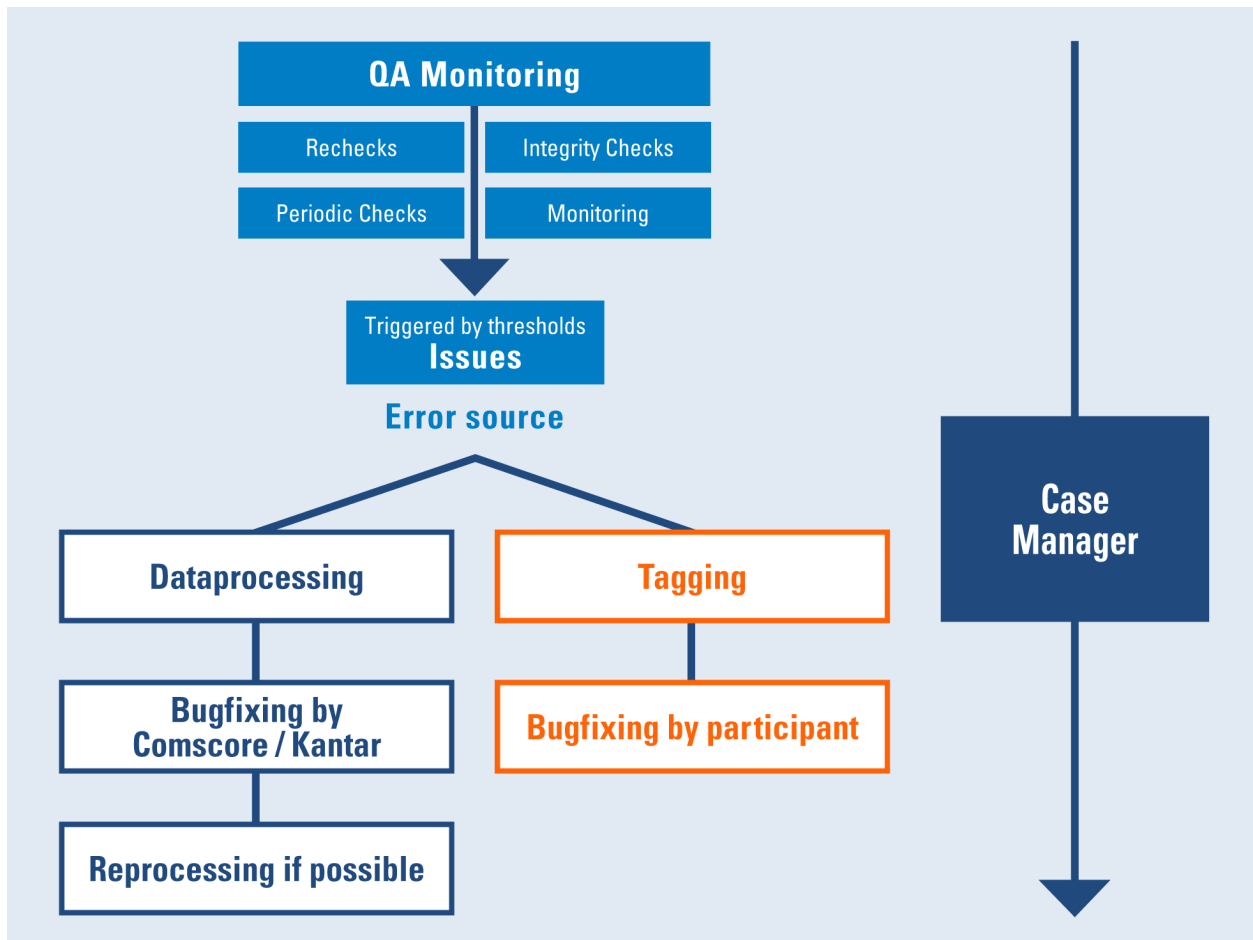 QA Monitoring
Rechecks
Integrity Checks
Periodic Checks
Monitoring
Triggered by thresholds
Issues
Error source
Case
Manager
Dataprocessing
Tagging
Bugfixing by
Comscore / Kantar
Bugfixing by participant
Reprocessing if possible